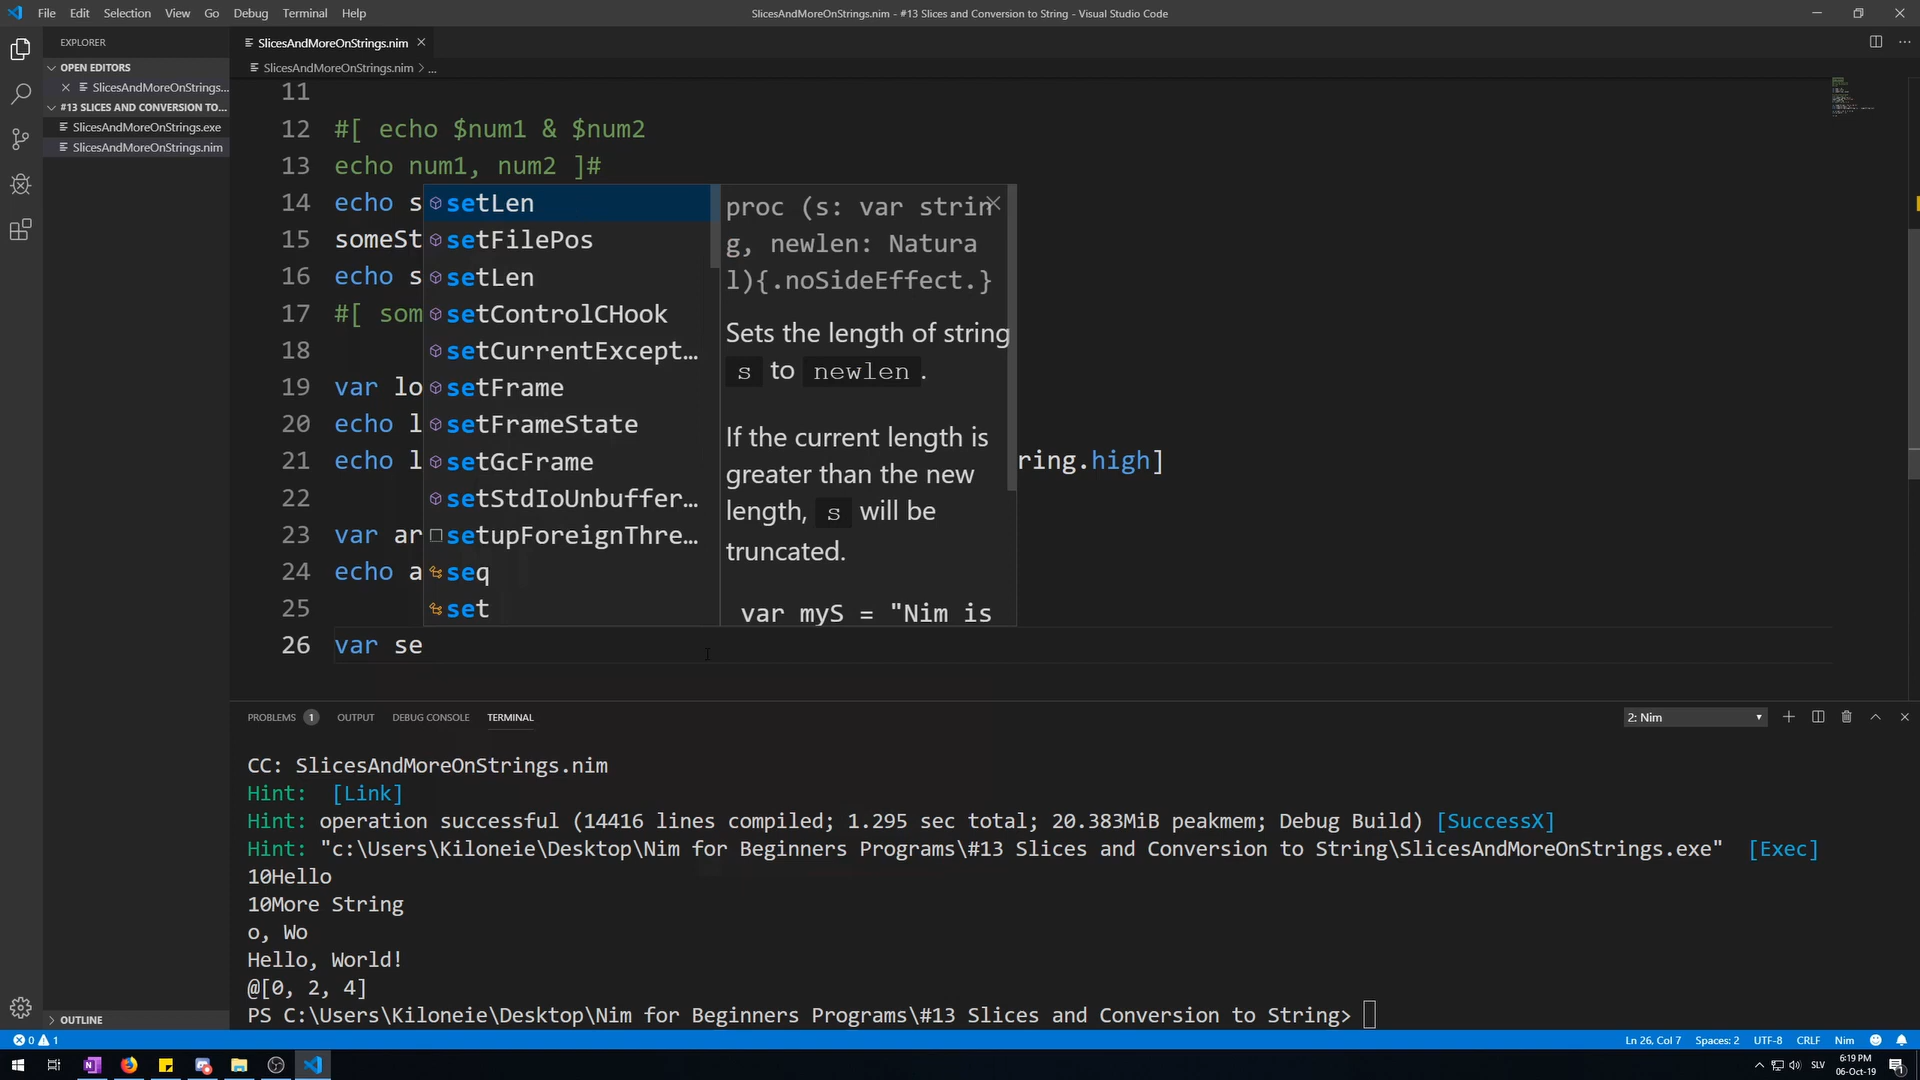 File Edit Selection View Go Debug Terminal Help
SlicesAndMoreOnStrings.nim - #13 Slices and Conversion to String - Visual Studio Code
EXPLORER
OPEN EDITORS
SlicesAndMoreOnStrings...
#13 SLICES AND CONVERSION TO...
SlicesAndMoreOnStrings.exe
SlicesAndMoreOnStrings.nim
OUTLINE
SlicesAndMoreOnStrings.nim
SlicesAndMoreOnStrings.nim > ...
11
12 #[ echo $num1 & $num2
13 echo num1, num2 ]#
14 echo s
15 someSt
16 echo s
17 #[ som
18
19 var lo
20 echo l
21 echo l ring.high]
22
23 var ar
24 echo a
25
26 var se
setLen
setFilePos
setLen
setControlCHook
setCurrentExcept...
setFrame
setFrameState
setGcFrame
setStdIoUnbuffer...
setupForeignThre...
seq
set
proc (s: var strin
g, newlen: Natura
l){.noSideEffect.}
Sets the length of string
s to newlen .
If the current length is
greater than the new
length, s will be
truncated.
var myS = "Nim is
PROBLEMS 1 OUTPUT DEBUG CONSOLE TERMINAL
2: Nim
CC: SlicesAndMoreOnStrings.nim
Hint: [Link]
Hint: operation successful (14416 lines compiled; 1.295 sec total; 20.383MiB peakmem; Debug Build) [SuccessX]
Hint: "c:\Users\Kiloneie\Desktop\Nim for Beginners Programs\#13 Slices and Conversion to String\SlicesAndMoreOnStrings.exe" [Exec]
10Hello
10More String
o, Wo
Hello, World!
@[0, 2, 4]
PS C:\Users\Kiloneie\Desktop\Nim for Beginners Programs\#13 Slices and Conversion to String>
0 1
Ln 26, Col 7 Spaces: 2 UTF-8 CRLF Nim
SLV
6:19 PM
06-Oct-19
1